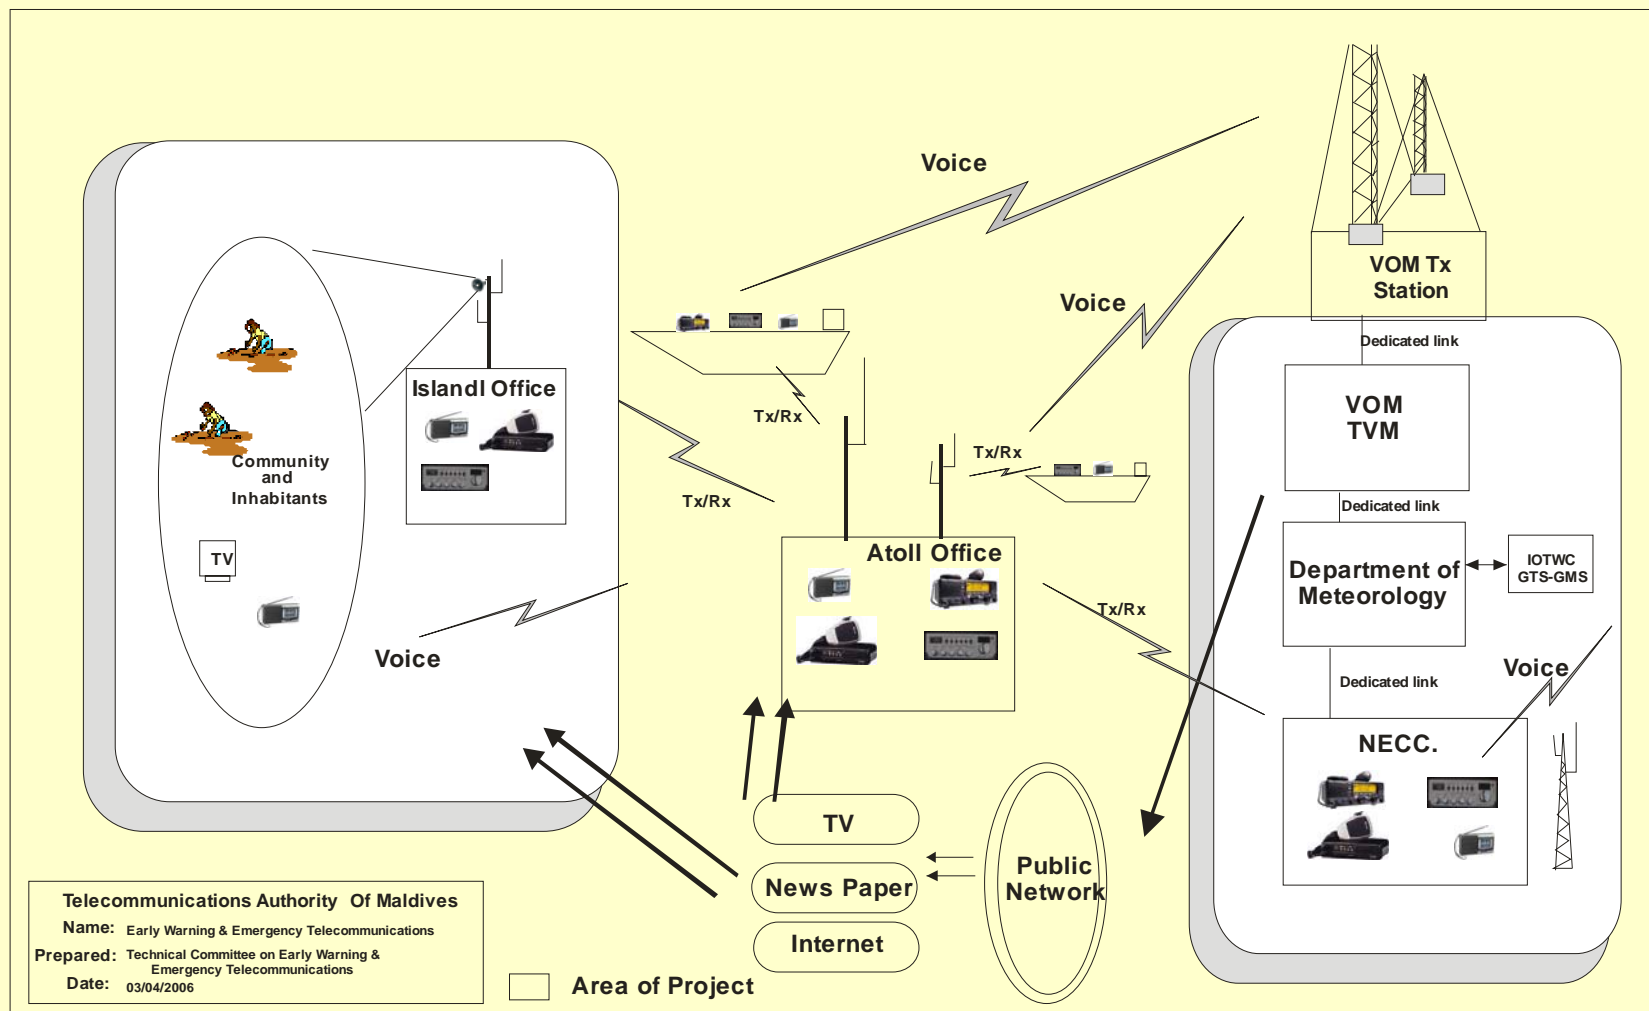 Voice
VOM Tx
Station
Voice
Dedicated link
Islandl Office
VOM
TVM
Tx/Rx
Tx/Rx
Community
and
Inhabitants
Tx/Rx
Dedicated link
Atoll Office
TV
IOTWC
GTS-GMS
Department of
Meteorology
Tx/Rx
Voice
Voice
Dedicated link
NECC.
TV
Public
Network
News Paper
Internet
Telecommunications Authority Of Maldives
Name: Early Warning & Emergency Telecommunications
Prepared: Technical Committee on Early Warning &
Emergency Telecommunications
Date: 03/04/2006
Area of Project